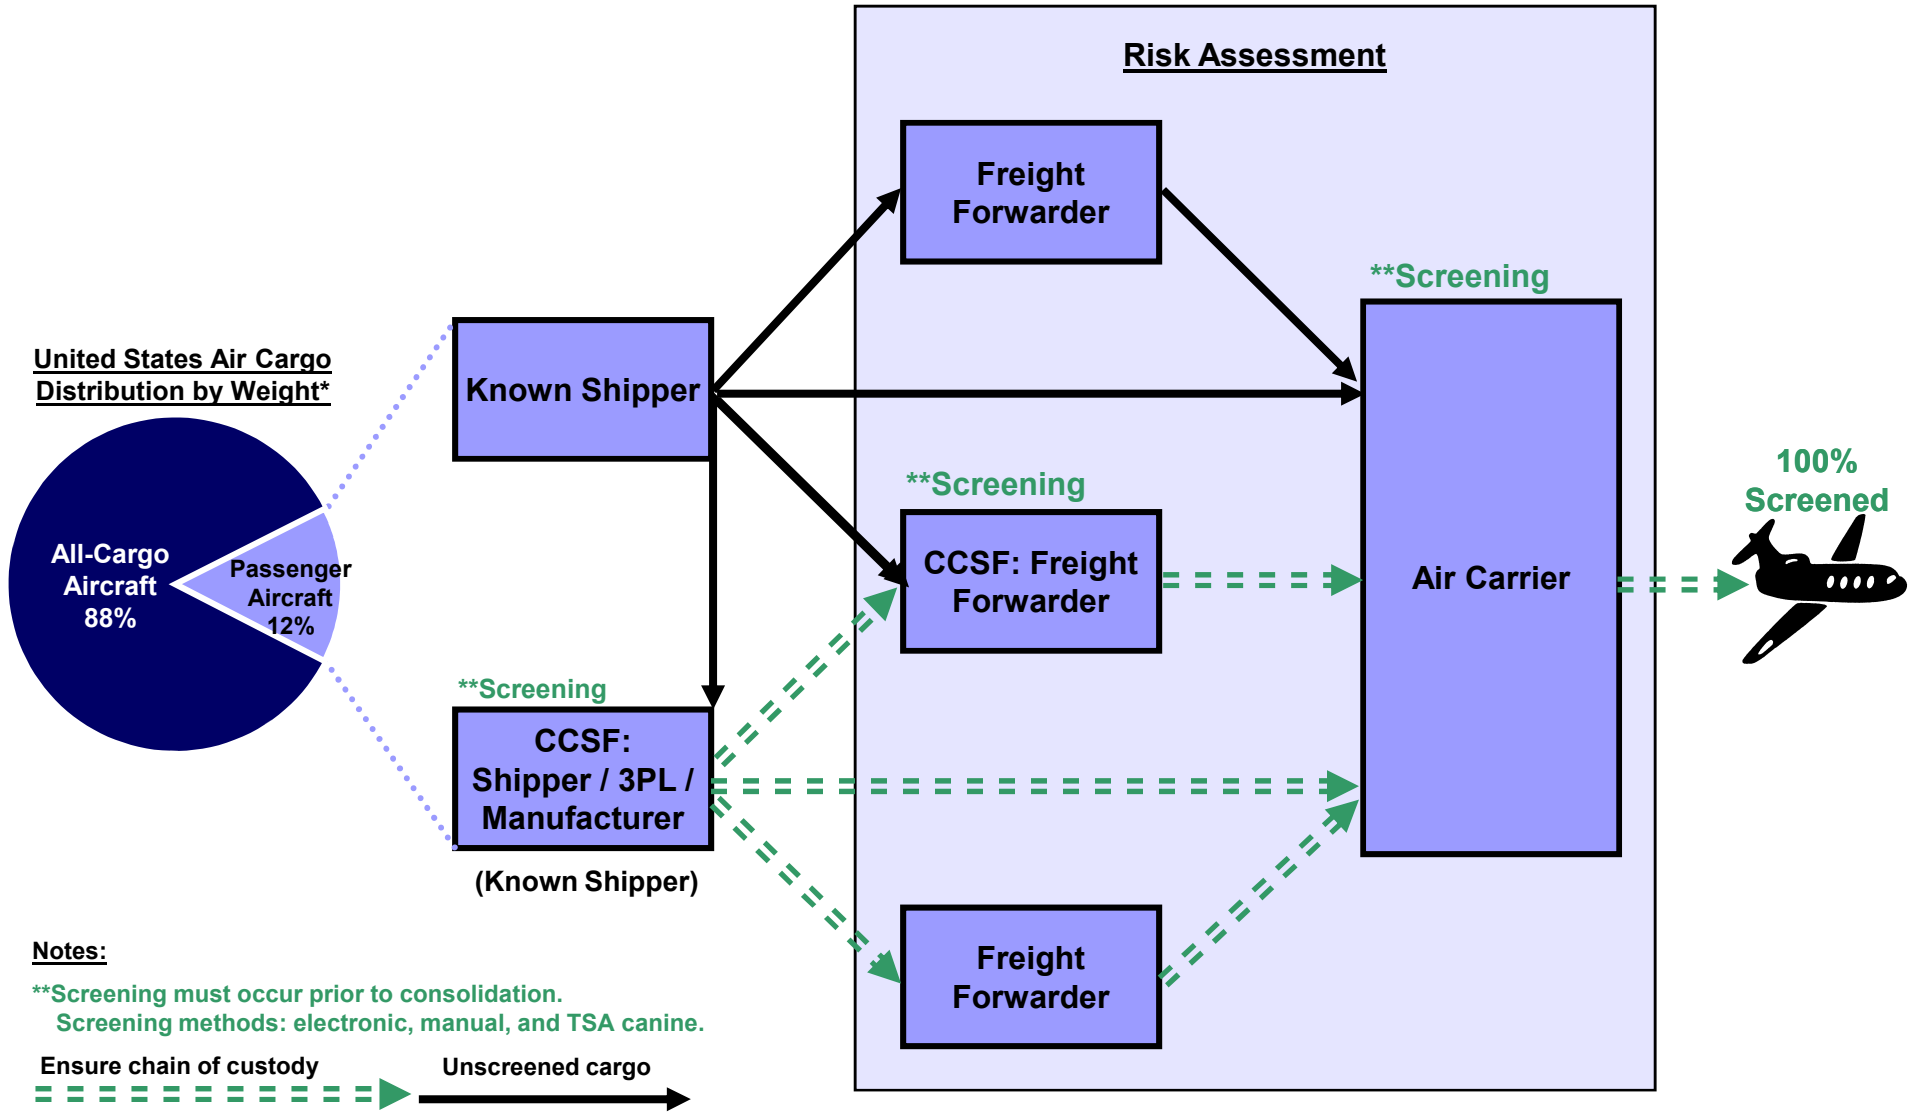 Risk Assessment
Freight
Forwarder
**Screening
United States Air Cargo
Distribution by Weight*
Known Shipper
100%
Screened
**Screening
All-Cargo
Aircraft
88%
Passenger
Aircraft
12%
CCSF: Freight
Forwarder
Air Carrier
**Screening
CCSF:
Shipper / 3PL /
Manufacturer
(Known Shipper)
Freight
Forwarder
Notes:
**Screening must occur prior to consolidation.
Screening methods: electronic, manual, and TSA canine.
Ensure chain of custody
Unscreened cargo